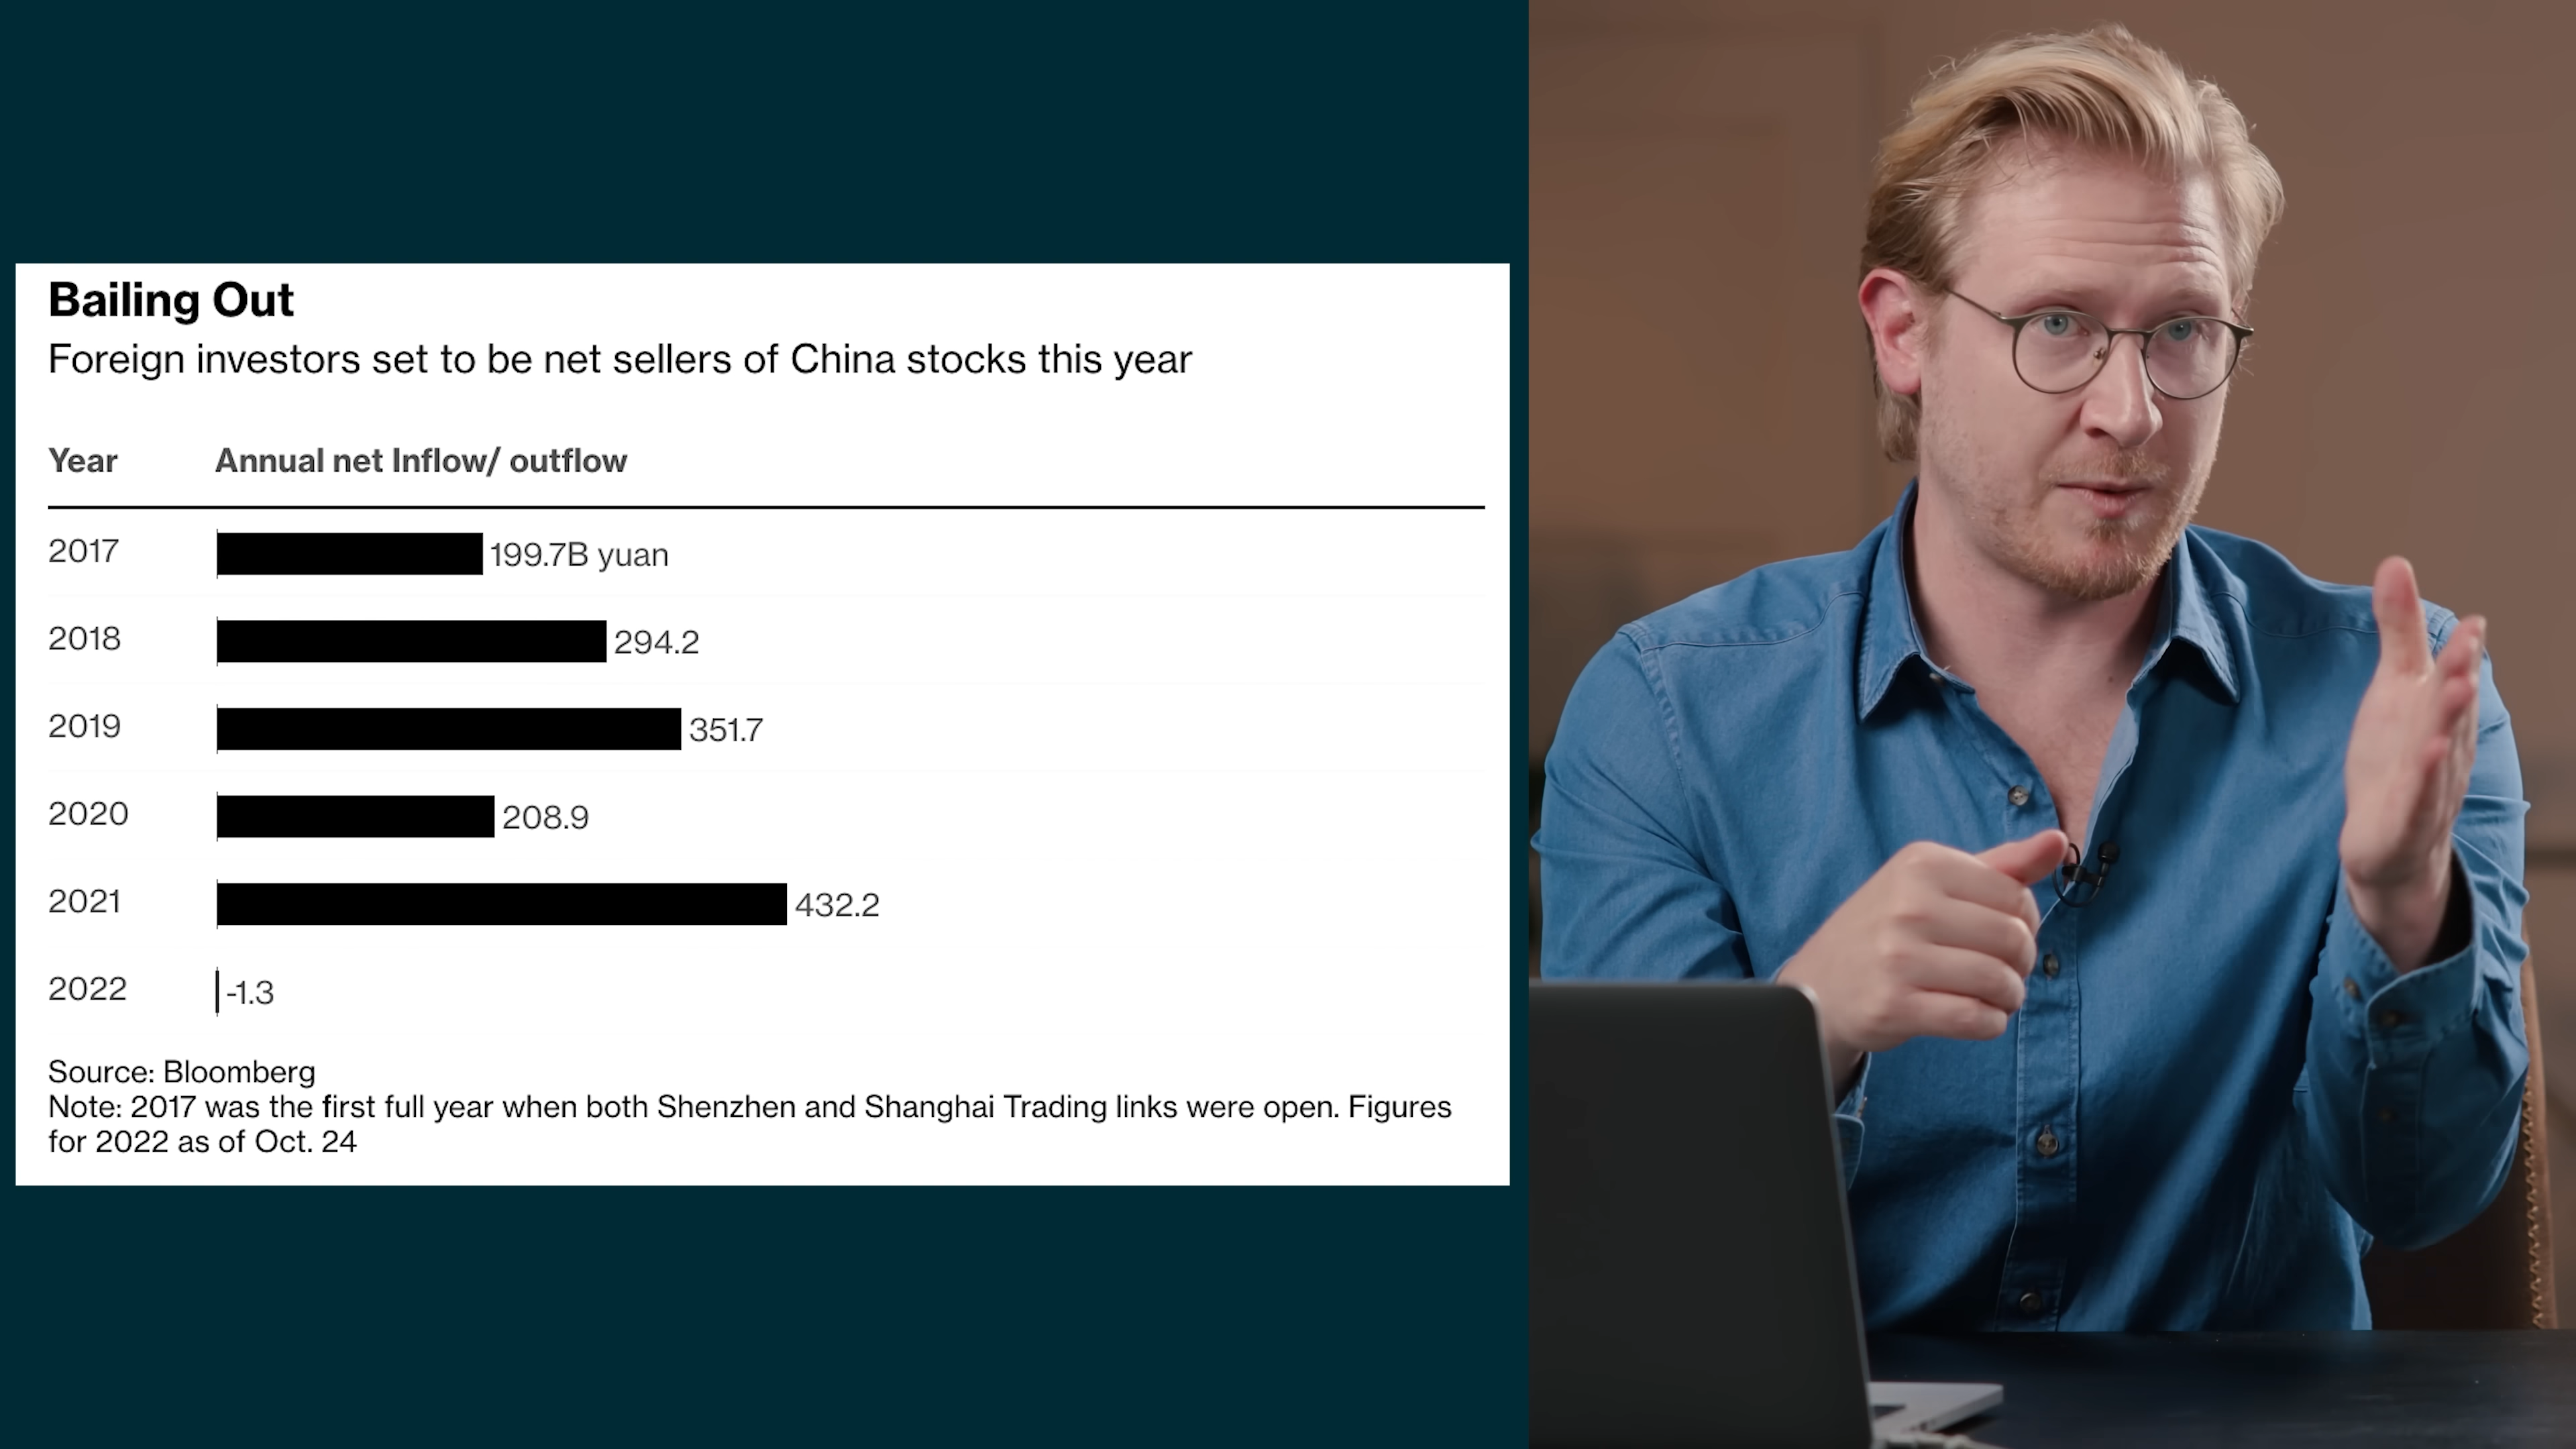 Bailing Out
Foreign investors set to be net sellers of China stocks this year
Year Annual net Inflow/ outflow
2017 199.7B yuan
2018 294.2
2019 351.7
2020 208.9
2021 432.2
2022 -1.3
Source: Bloomberg
Note: 2017 was the first full year when both Shenzhen and Shanghai Trading links were open. Figures
for 2022 as of Oct. 24